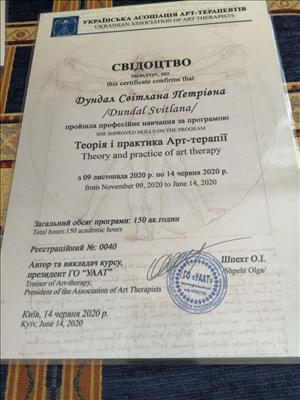 УКРАЇНСЬКА АСОЦІАЦІЯ АРТ-ТЕРАПЕВТІВ
UKRAINIAN ASSOCIATION OF ART THERAPISTS
СВІДОЦТВО
засвідчує, що
this certificate confirms that
Дундал Світлана Петрівна
/Dundal Svitlana/
пройшла професійне навчання за програмою
SHE IMPROVED SKILLS ON THE PROGRAM
Теорія і практика Арт-терапії
Theory and practice of art therapy
з 09 листопада 2020 р. по 14 червня 2020 р.
from November 09, 2020 to June 14, 2020
Загальний обсяг програми: 150 ак.годин
Total hours:150 academic hours
Реєстраційний №: 0040
Автор та викладач курсу,
президент ГО "УААТ"
Trainer of Art-therapy,
President of the Association of Art Therapists
Шпехт О.І.
/Speht Olga/
ГО «УААТ»
Київ, 14 червня 2020 р.
Kyiv, June 14, 2020